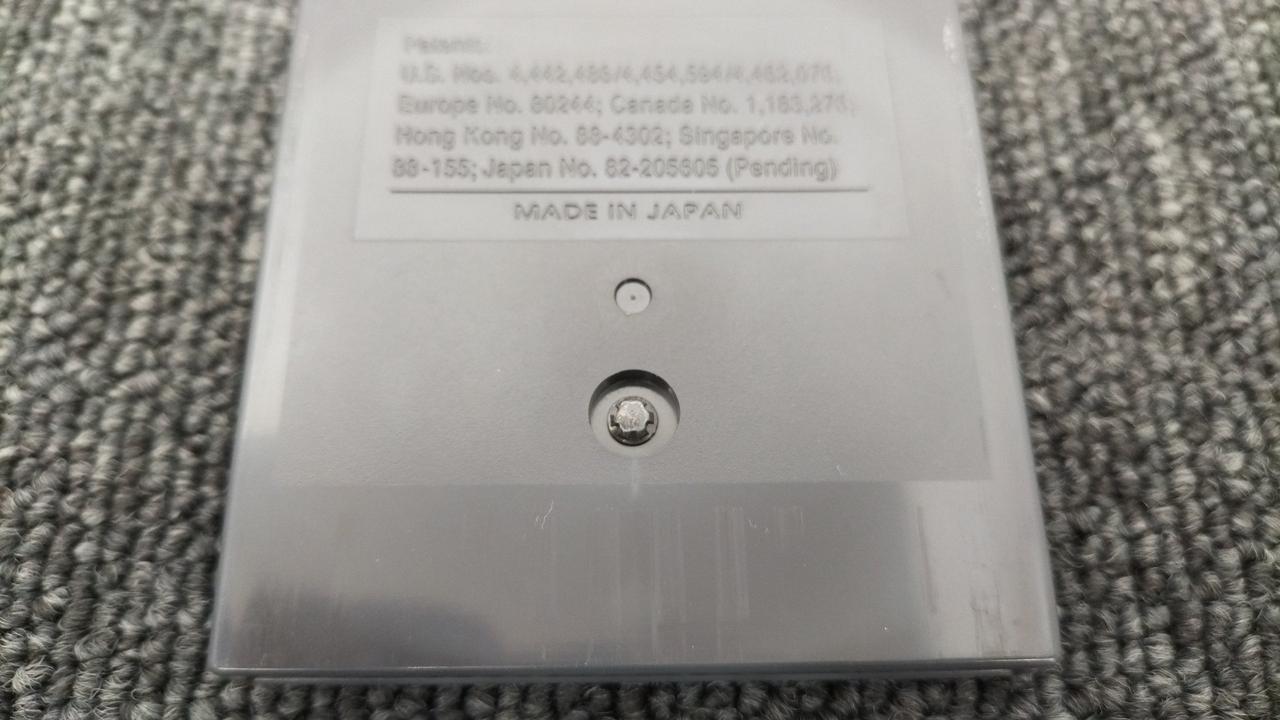 Patents:
U.S. Nos. 4,442,486/4,454,594/4,462,076;
Europe No. 80244; Canada No. 1,183,276;
Hong Kong No. 88-4302; Singapore No.
88-155; Japan No. 82-205605 (Pending)
MADE IN JAPAN